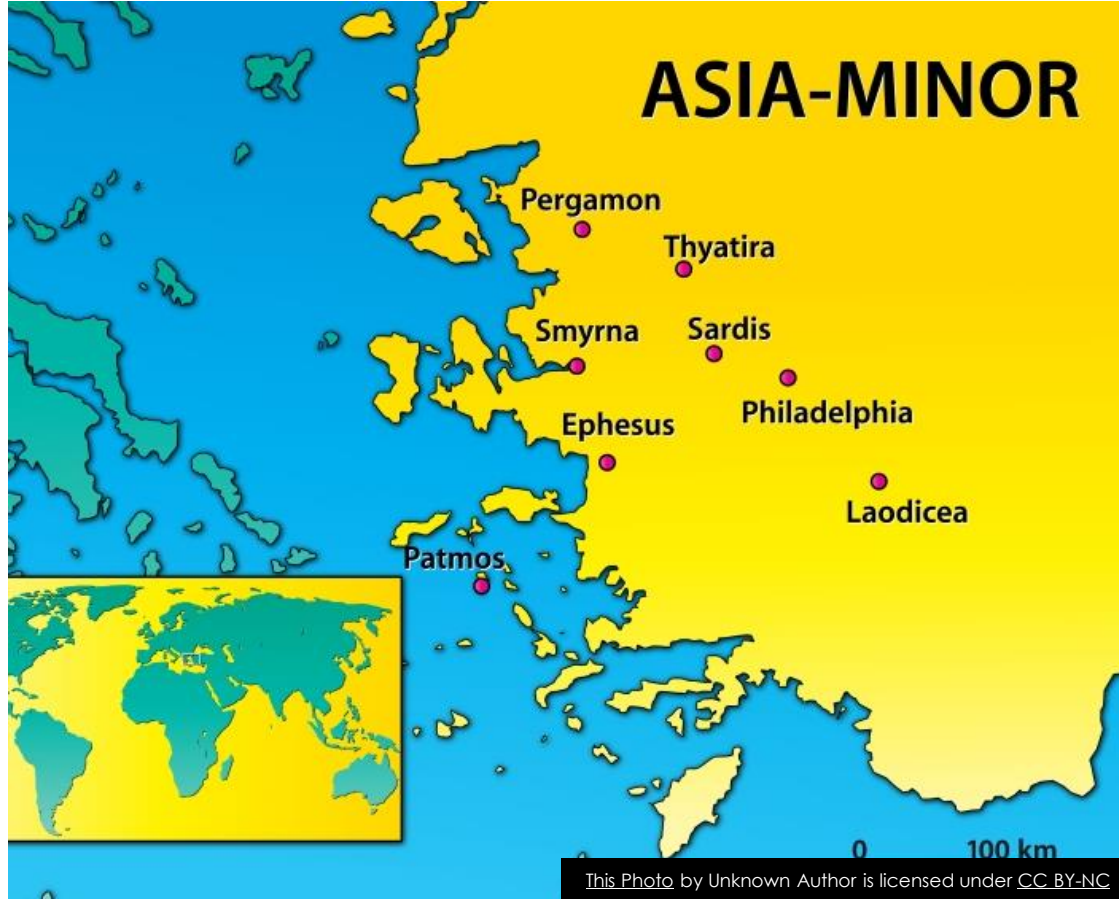 ASIA-MINOR
Pergamon
Thyatira
Smyrna
Sardis
Philadelphia
Ephesus
Laodicea
Patmos
0 100 km
This Photo by Unknown Author is licensed under CC BY-NC